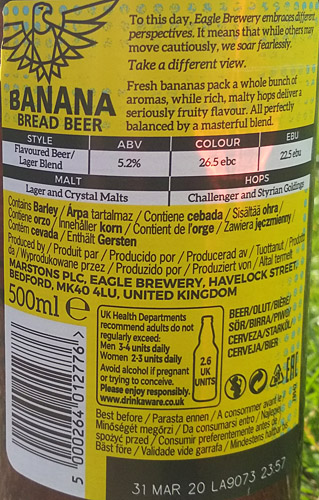 To this day, Eagle Brewery embraces different
perspectives. It means that while others may
move cautiously, we soar fearlessly.
Take a different view.
Fresh bananas pack a whole bunch of
aromas, while rich, malty hops deliver a
seriously fruity flavour. All perfectly
balanced by a masterful blend.
BANANA
BREAD BEER
STYLE ABV COLOUR EBU
Flavoured Beer/
Lager Blend 5.2% 26.5 ebc 22.5 ebu
MALT HOPS
Lager and Crystal Malts Challenger and Styrian Goldings
Contains Barley / Árpa tartalmaz / Contiene cebada / Sisältää ohra /
Contiene orzo / Innehåller korn / Contient de l'orge / Zawiera jęczmienny /
Contém cevada / Enthält Gersten
Produced by / Produit par / Producido por / Producerad av / Tuottanut /
da / Wyprodukowane przez / Produzido por / Produziert von / Által termelt
MARSTONS PLC, EAGLE BREWERY, HAVELOCK STREET,
BEDFORD, MK40 4LU, UNITED KINGDOM
500ml e
UK Health Departments
recommend adults do not
regularly exceed:
Men 3-4 units daily
Women 2-3 units daily
Avoid alcohol if pregnant
or trying to conceive.
Please enjoy responsibly.
www.drinkaware.co.uk
2.6
UK
UNITS
BEER/OLUT/BIÈRE/
SÖR/BIRRA/PIWO/
CERVEZA/STARKÖL/
CERVEJA/BIER
EAC
5 000264 012776 >
Best before / Parasta ennen / A consommer avant le
Minőségét megőrzi / Da consumarsi entro / Najlepiej
spożyć przed / Consumir preferentemente antes de
Bäst före / Validade vide garrafa / Mindestens haltbar
31 MAR 20 LA9073 23:57